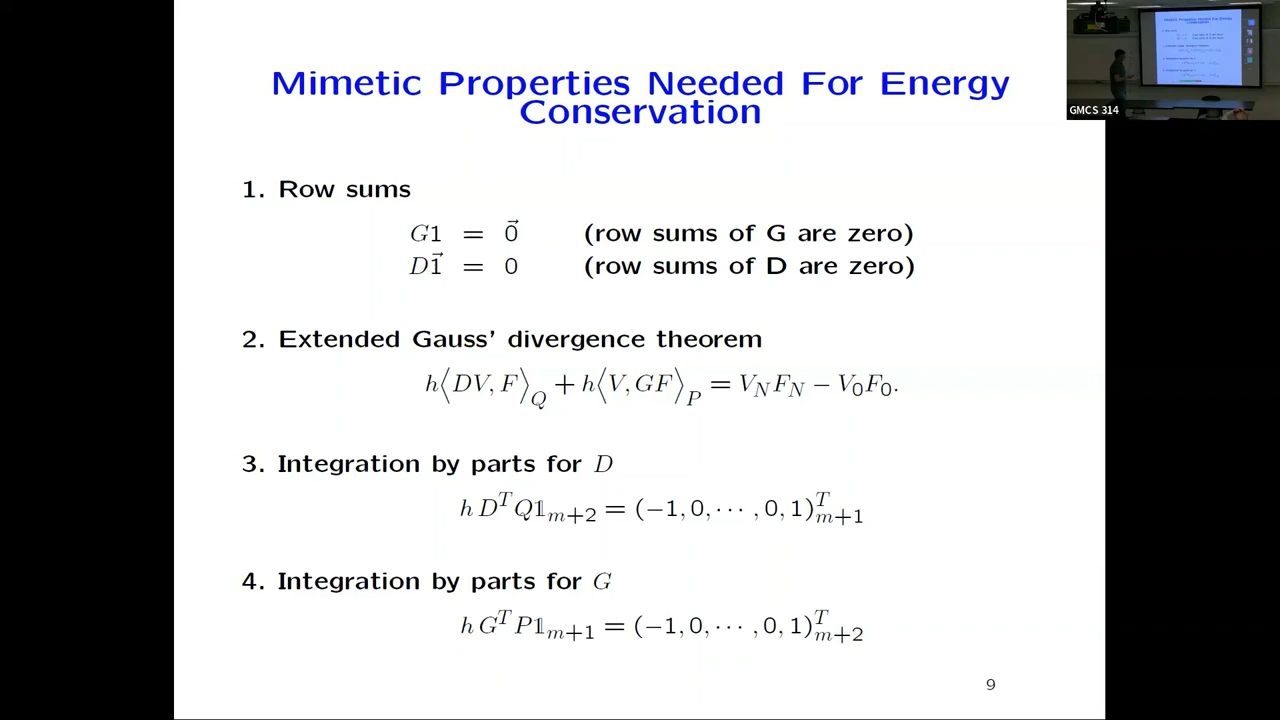 Mimetic Properties Needed For Energy
Conservation
GMCS 314
1. Row sums
G1 = \vec{0} (row sums of G are zero)
D\vec{1} = 0 (row sums of D are zero)
2. Extended Gauss' divergence theorem
h⟨DV, F⟩_Q + h⟨V, GF⟩_P = V_N F_N − V_0 F_0.
3. Integration by parts for D
h D^T Q𝟙_{m+2} = (−1, 0, ⋯ , 0, 1)^T_{m+1}
4. Integration by parts for G
h G^T P𝟙_{m+1} = (−1, 0, ⋯ , 0, 1)^T_{m+2}
9